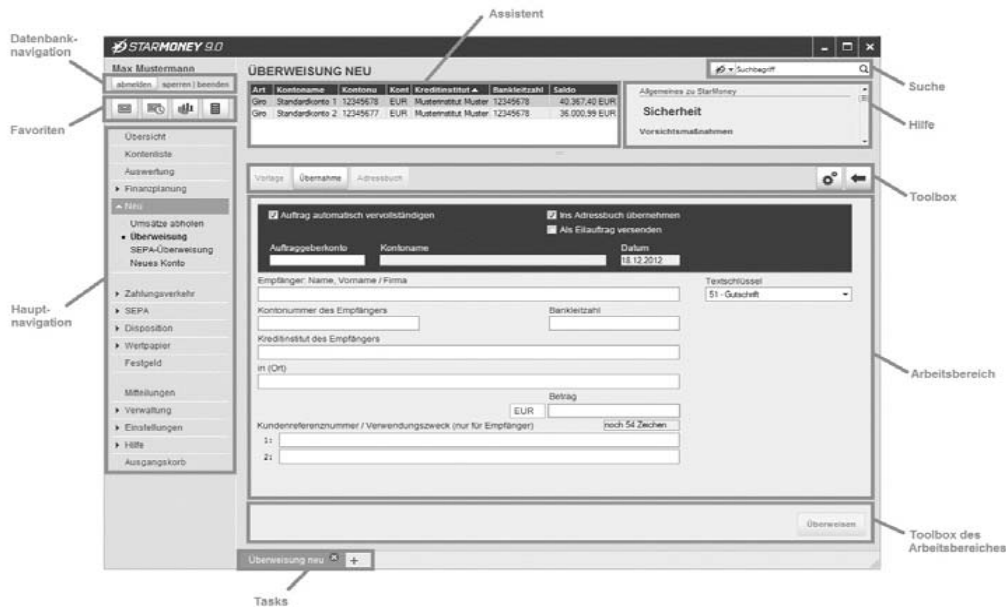 Assistent
Datenbank-
navigation
STARMONEY 9.0
Max Mustermann
abmelden sperren | beenden
Favoriten
ÜBERWEISUNG NEU
Suchbegriff
Suche
Art Kontoname Kontonu Kont Kreditinstitut Bankleitzahl Saldo
Giro Standardkonto 1 12345678 EUR Musterinstitut Muster 12345678 40.367,40 EUR
Giro Standardkonto 2 12345677 EUR Musterinstitut Muster 12345678 36.000,99 EUR
Allgemeines zu StarMoney
Sicherheit
Vorsichtsmaßnahmen
Hilfe
Übersicht
Kontenliste
Auswertung
Finanzplanung
Neu
Umsätze abholen
Überweisung
SEPA-Überweisung
Neues Konto
Zahlungsverkehr
SEPA
Disposition
Wertpapier
Festgeld
Mitteilungen
Verwaltung
Einstellungen
Hilfe
Ausgangskorb
Haupt-
navigation
Vorlage Übernahme Adressbuch
Toolbox
Auftrag automatisch vervollständigen Ins Adressbuch übernehmen
Als Eilauftrag versenden
Auftraggeberkonto Kontoname Datum
18.12.2012
Empfänger: Name, Vorname / Firma Textschlüssel
51 - Gutschrift
Kontonummer des Empfängers Bankleitzahl
Kreditinstitut des Empfängers
in (Ort)
Arbeitsbereich
Betrag
EUR
Kundenreferenznummer / Verwendungszweck (nur für Empfänger) noch 54 Zeichen
1:
2:
Überweisen
Toolbox des
Arbeitsbereiches
Überweisung neu +
Tasks